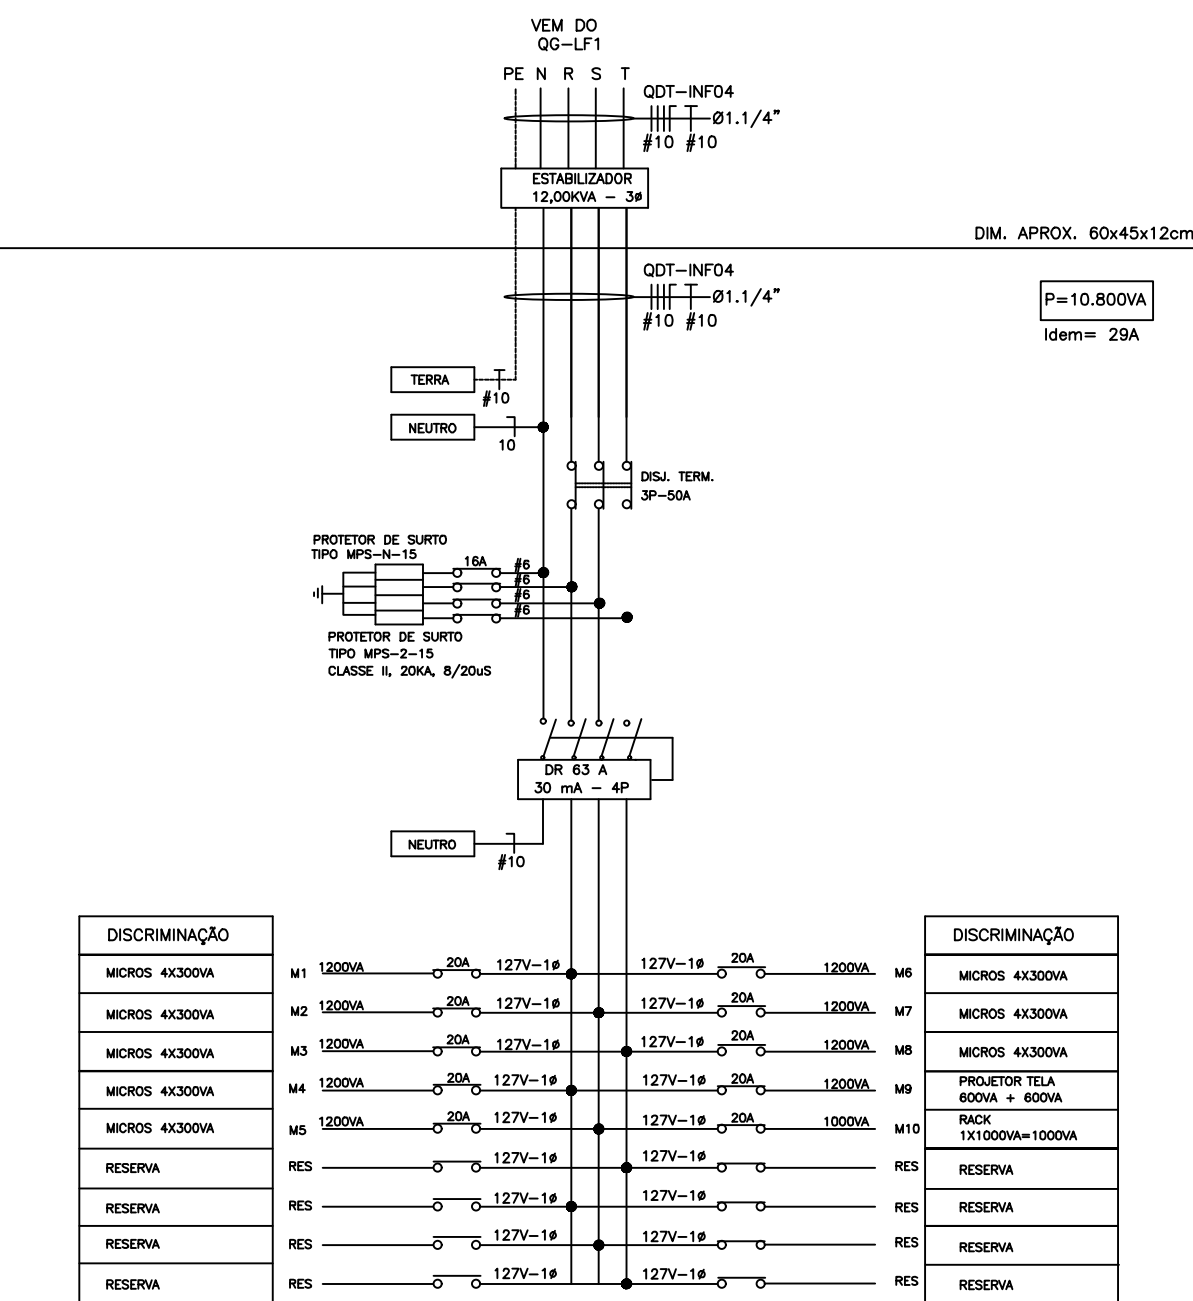 VEM DO
QG-LF1
PE N R S T
QDT-INF04
Ø1.1/4"
#10 #10
ESTABILIZADOR
12,00KVA - 3ø
DIM. APROX. 60x45x12cm
QDT-INF04
Ø1.1/4"
#10 #10
P=10.800VA
Idem= 29A
TERRA
#10
NEUTRO
10
DISJ. TERM.
3P-50A
PROTETOR DE SURTO
TIPO MPS-N-15
16A
#6
#6
#6
#6
PROTETOR DE SURTO
TIPO MPS-2-15
CLASSE II, 20KA, 8/20uS
DR 63 A
30 mA - 4P
NEUTRO
#10
DISCRIMINAÇÃO
DISCRIMINAÇÃO
MICROS 4X300VA M1 1200VA 20A 127V-1ø 127V-1ø 20A 1200VA M6 MICROS 4X300VA
MICROS 4X300VA M2 1200VA 20A 127V-1ø 127V-1ø 20A 1200VA M7 MICROS 4X300VA
MICROS 4X300VA M3 1200VA 20A 127V-1ø 127V-1ø 20A 1200VA M8 MICROS 4X300VA
MICROS 4X300VA M4 1200VA 20A 127V-1ø 127V-1ø 20A 1200VA M9 PROJETOR TELA
600VA + 600VA
MICROS 4X300VA M5 1200VA 20A 127V-1ø 127V-1ø 20A 1000VA M10 RACK
1X1000VA=1000VA
RESERVA RES 127V-1ø 127V-1ø RES RESERVA
RESERVA RES 127V-1ø 127V-1ø RES RESERVA
RESERVA RES 127V-1ø 127V-1ø RES RESERVA
RESERVA RES 127V-1ø 127V-1ø RES RESERVA